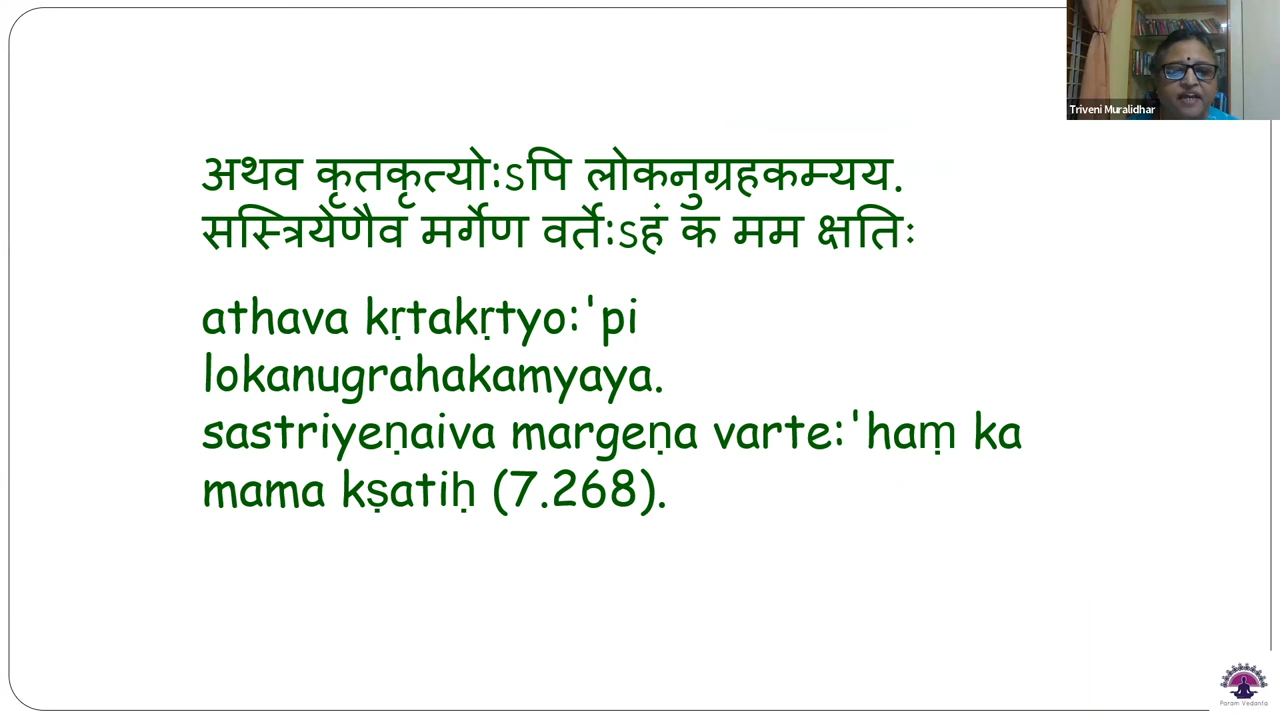 Triveni Muralidhar
अथव कृतकृत्यो:ऽपि लोकनुग्रहकम्यय.
सस्त्रियेणैव मर्गेण वर्ते:ऽहं क मम क्षतिः
athava kṛtakṛtyo:'pi
lokanugrahakamyaya.
sastriyeṇaiva margeṇa varte:'haṃ ka
mama kṣatiḥ (7.268).
Param Vedanta